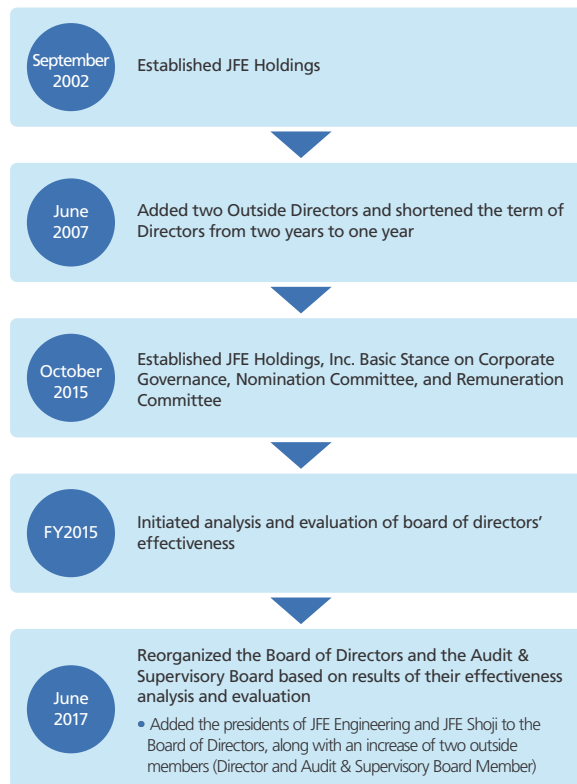 September
2002
Established JFE Holdings
June
2007
Added two Outside Directors and shortened the term of
Directors from two years to one year
October
2015
Established JFE Holdings, Inc. Basic Stance on Corporate
Governance, Nomination Committee, and Remuneration
Committee
FY2015
Initiated analysis and evaluation of board of directors’
effectiveness
June
2017
Reorganized the Board of Directors and the Audit &
Supervisory Board based on results of their effectiveness
analysis and evaluation
• Added the presidents of JFE Engineering and JFE Shoji to the
Board of Directors, along with an increase of two outside
members (Director and Audit & Supervisory Board Member)